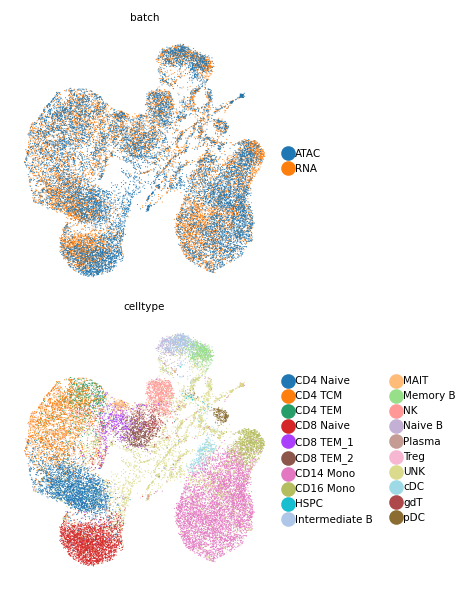 batch
ATAC
RNA
celltype
CD4 Naive
CD4 TCM
CD4 TEM
CD8 Naive
CD8 TEM_1
CD8 TEM_2
CD14 Mono
CD16 Mono
HSPC
Intermediate B
MAIT
Memory B
NK
Naive B
Plasma
Treg
UNK
cDC
gdT
pDC